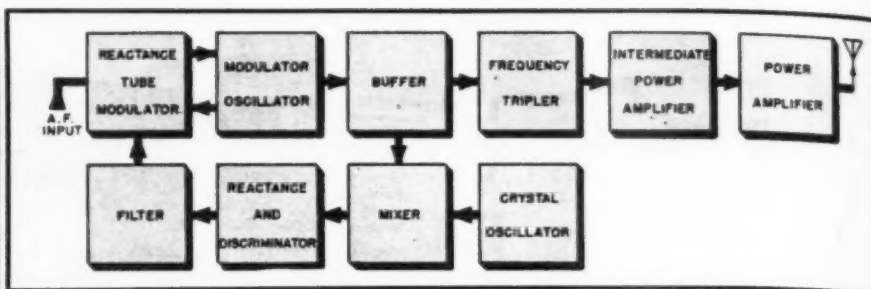 REACTANCE
TUBE
MODULATOR
MODULATOR
OSCILLATOR
BUFFER
FREQUENCY
TRIPLER
INTERMEDIATE
POWER
AMPLIFIER
POWER
AMPLIFIER
A.F.
INPUT
FILTER
REACTANCE
AND
DISCRIMINATOR
MIXER
CRYSTAL
OSCILLATOR